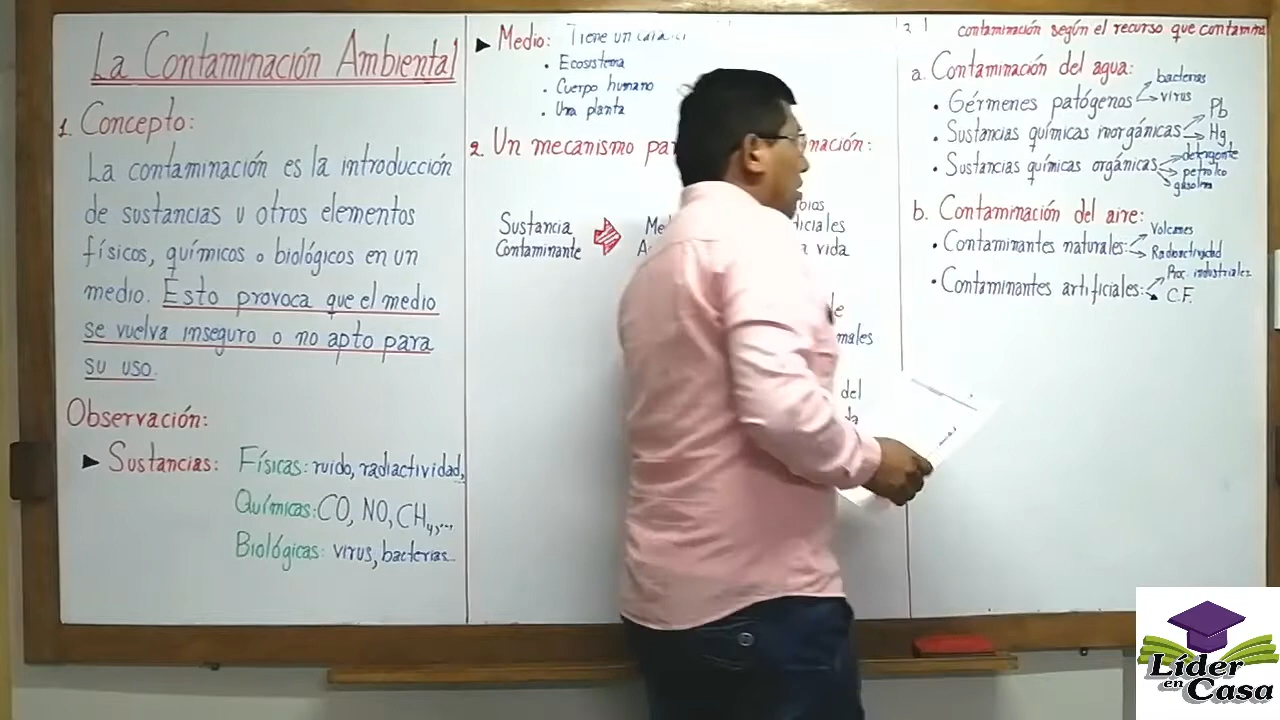 La Contaminación Ambiental
1. Concepto:
La contaminación es la introducción
de sustancias u otros elementos
físicos, químicos o biológicos en un
medio. Esto provoca que el medio
se vuelva inseguro o no apto para
su uso.
Observación:
► Sustancias: Físicas: ruido, radiactividad,
Químicas: CO, NO, CH4,...
Biológicas: virus, bacterias...
► Medio: Tiene un
• Ecosistema
• Cuerpo humano
• Una planta
2. Un mecanismo
nación:
Sustancia
Contaminante
vida
males
del
contaminación según el recurso que contamina
a. Contaminación del agua:
• Gérmenes patógenos
bacterias
virus
• Sustancias químicas inorgánicas
Pb
Hg
• Sustancias químicas orgánicas
detergente
petróleo
gasolina
b. Contaminación del aire:
• Contaminantes naturales:
Volcanes
Radioactividad
• Contaminantes artificiales:
Proc. industriales
C.F.
Líder
en
Casa